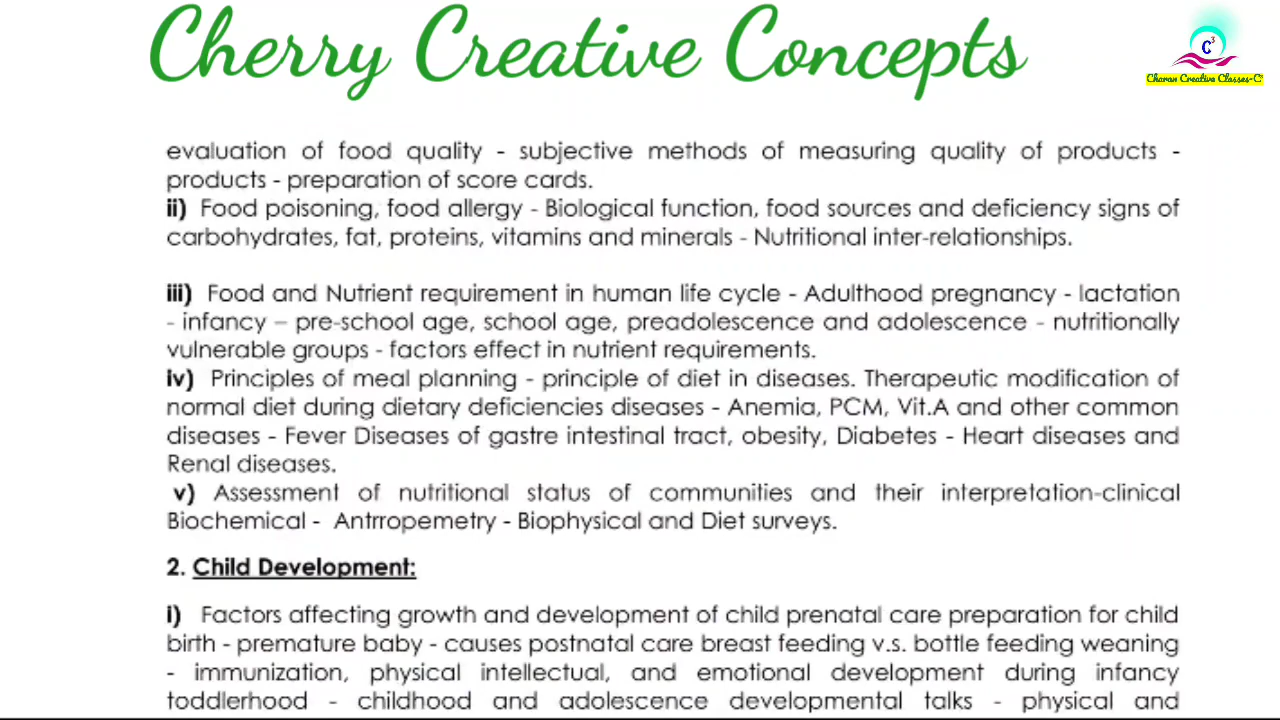 Cherry Creative Concepts
C3
Charan Creative Classes-C3
evaluation of food quality - subjective methods of measuring quality of products -
products - preparation of score cards.
ii) Food poisoning, food allergy - Biological function, food sources and deficiency signs of
carbohydrates, fat, proteins, vitamins and minerals - Nutritional inter-relationships.
iii) Food and Nutrient requirement in human life cycle - Adulthood pregnancy - lactation
- infancy – pre-school age, school age, preadolescence and adolescence - nutritionally
vulnerable groups - factors effect in nutrient requirements.
iv) Principles of meal planning - principle of diet in diseases. Therapeutic modification of
normal diet during dietary deficiencies diseases - Anemia, PCM, Vit.A and other common
diseases - Fever Diseases of gastre intestinal tract, obesity, Diabetes - Heart diseases and
Renal diseases.
v) Assessment of nutritional status of communities and their interpretation-clinical
Biochemical - Antrropemetry - Biophysical and Diet surveys.
2. Child Development:
i) Factors affecting growth and development of child prenatal care preparation for child
birth - premature baby - causes postnatal care breast feeding v.s. bottle feeding weaning
- immunization, physical intellectual, and emotional development during infancy
toddlerhood - childhood and adolescence developmental talks - physical and